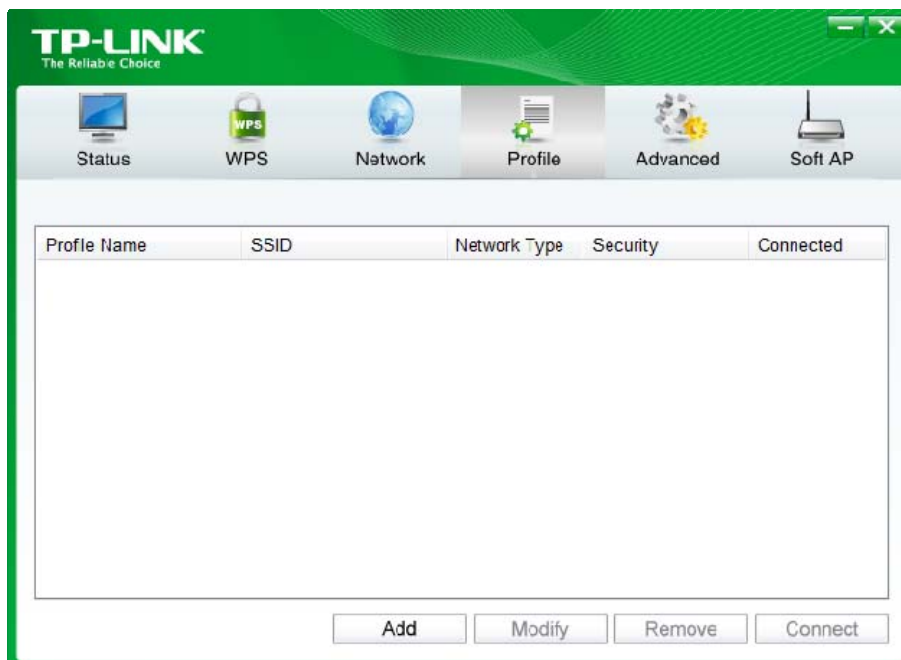 TP-LINK
The Reliable Choice
WPS
Status WPS Network Profile Advanced Soft AP
Profile Name SSID Network Type Security Connected
Add Modify Remove Connect